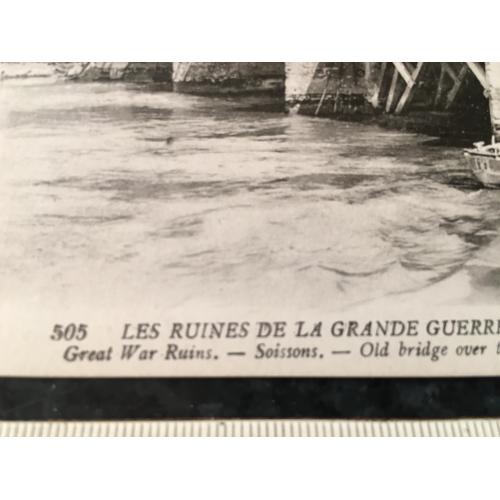 505 LES RUINES DE LA GRANDE GUERRE
Great War Ruins. — Soissons. — Old bridge over